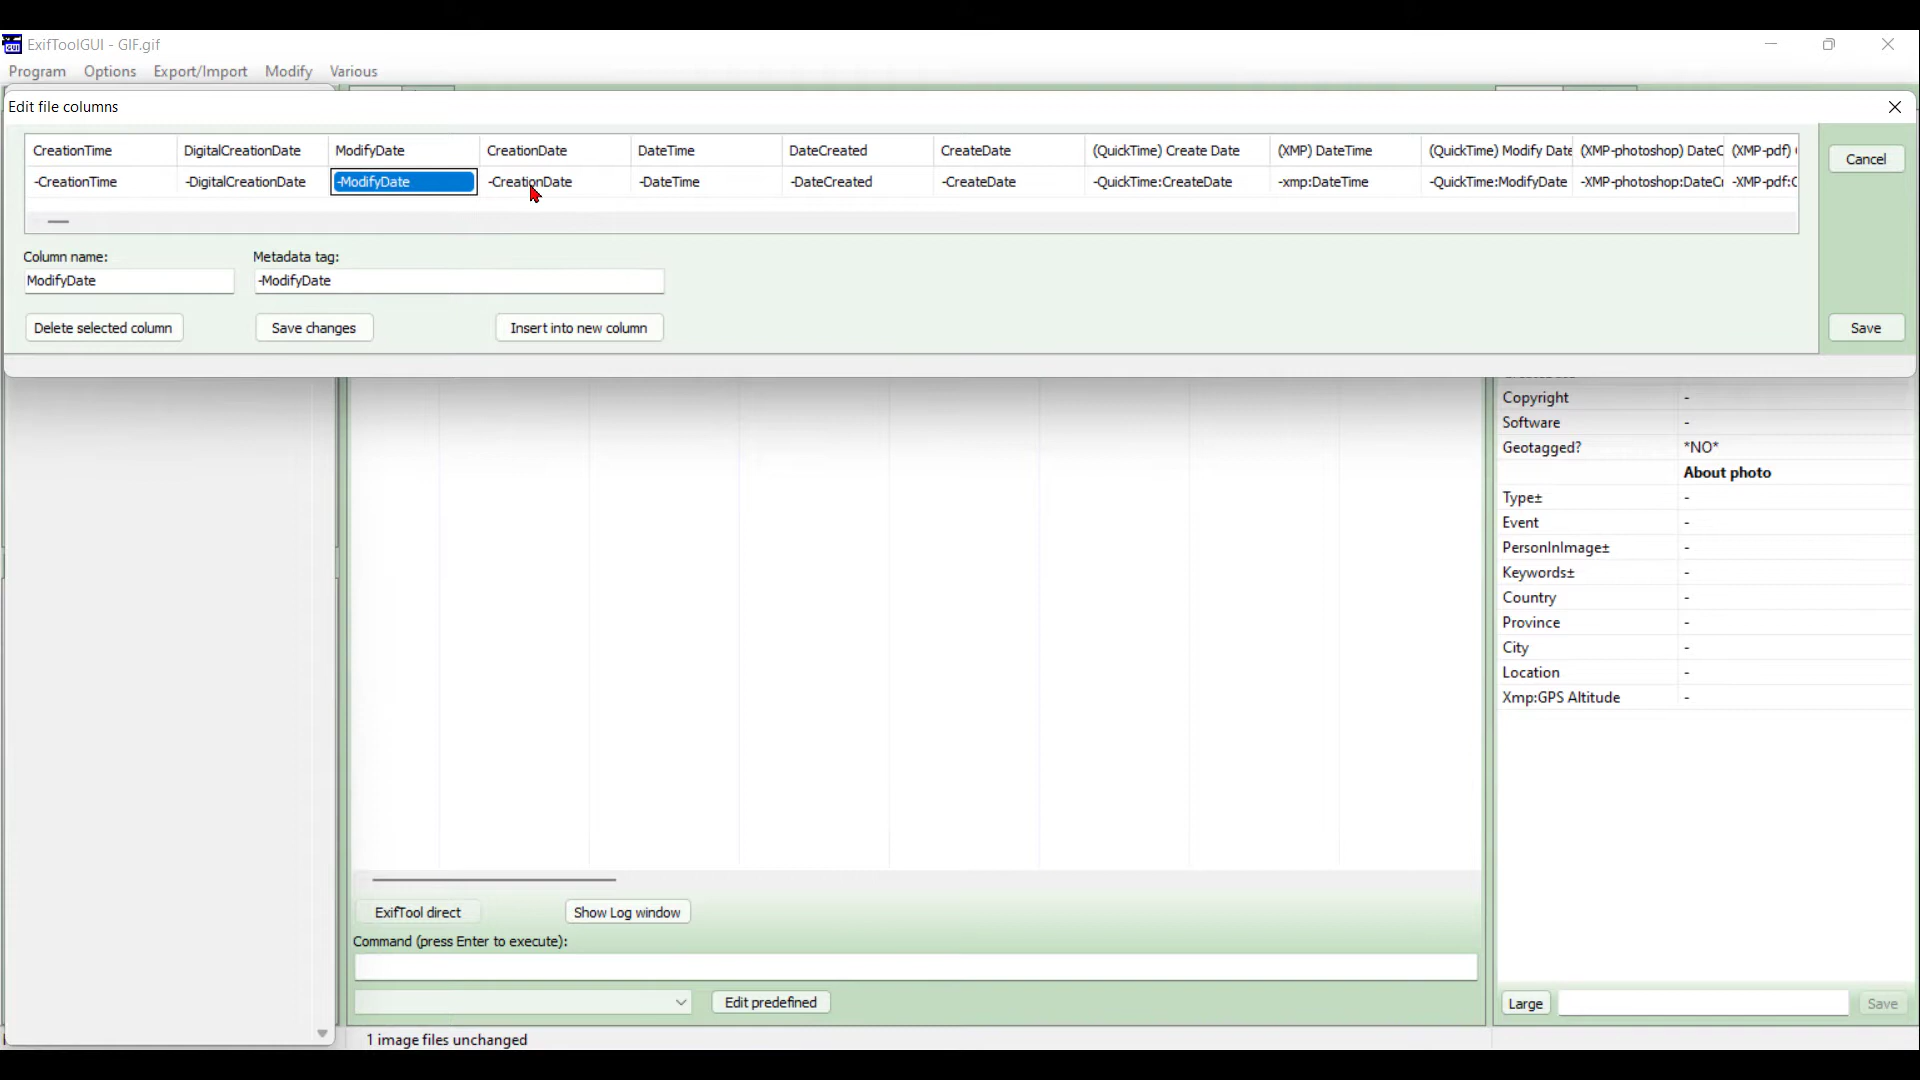 ExifToolGUI - GIF.gif
Program Options Export/Import Modify Various
Edit file columns
CreationTime DigitalCreationDate ModifyDate CreationDate DateTime DateCreated CreateDate (QuickTime) Create Date (XMP) DateTime (QuickTime) Modify Date (XMP-photoshop) DateC (XMP-pdf)
-CreationTime -DigitalCreationDate -ModifyDate -CreationDate -DateTime -DateCreated -CreateDate -QuickTime:CreateDate -xmp:DateTime -QuickTime:ModifyDate -XMP-photoshop:DateCr -XMP-pdf:C
Cancel
Column name: Metadata tag:
ModifyDate -ModifyDate
Delete selected column Save changes Insert into new column Save
Copyright -
Software -
Geotagged? *NO*
About photo
Type± -
Event -
PersonInImage± -
Keywords± -
Country -
Province -
City -
Location -
Xmp:GPS Altitude -
ExifTool direct Show Log window
Command (press Enter to execute):
Edit predefined
Large Save
1 image files unchanged